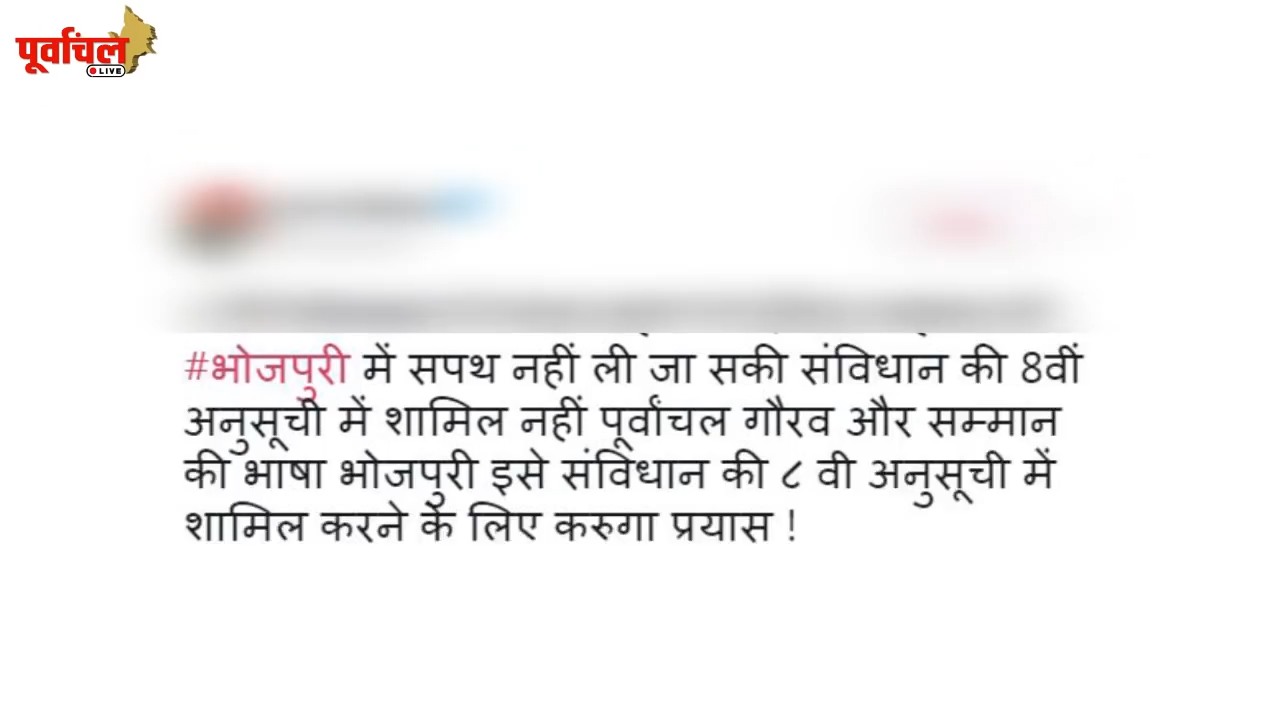 पूर्वांचल
LIVE
#भोजपुरी में सपथ नहीं ली जा सकी संविधान की 8वीं
अनुसूची में शामिल नहीं पूर्वांचल गौरव और सम्मान
की भाषा भोजपुरी इसे संविधान की ८ वी अनुसूची में
शामिल करने के लिए करुगा प्रयास !